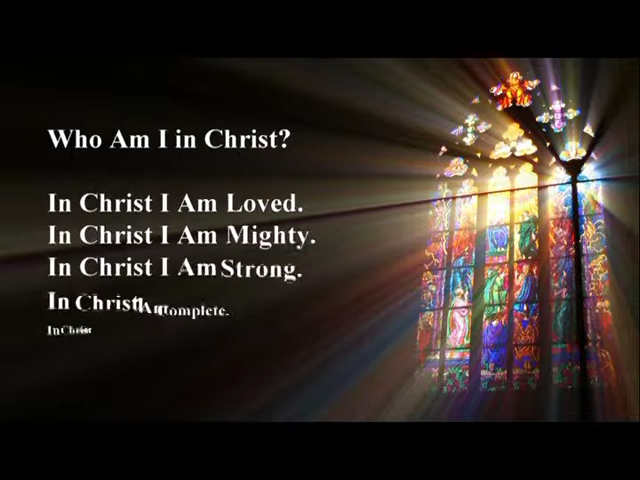 Who Am I in Christ?
In Christ I Am Loved.
In Christ I Am Mighty.
In Christ I Am Strong.
In Christ I Am Complete.
In Christ